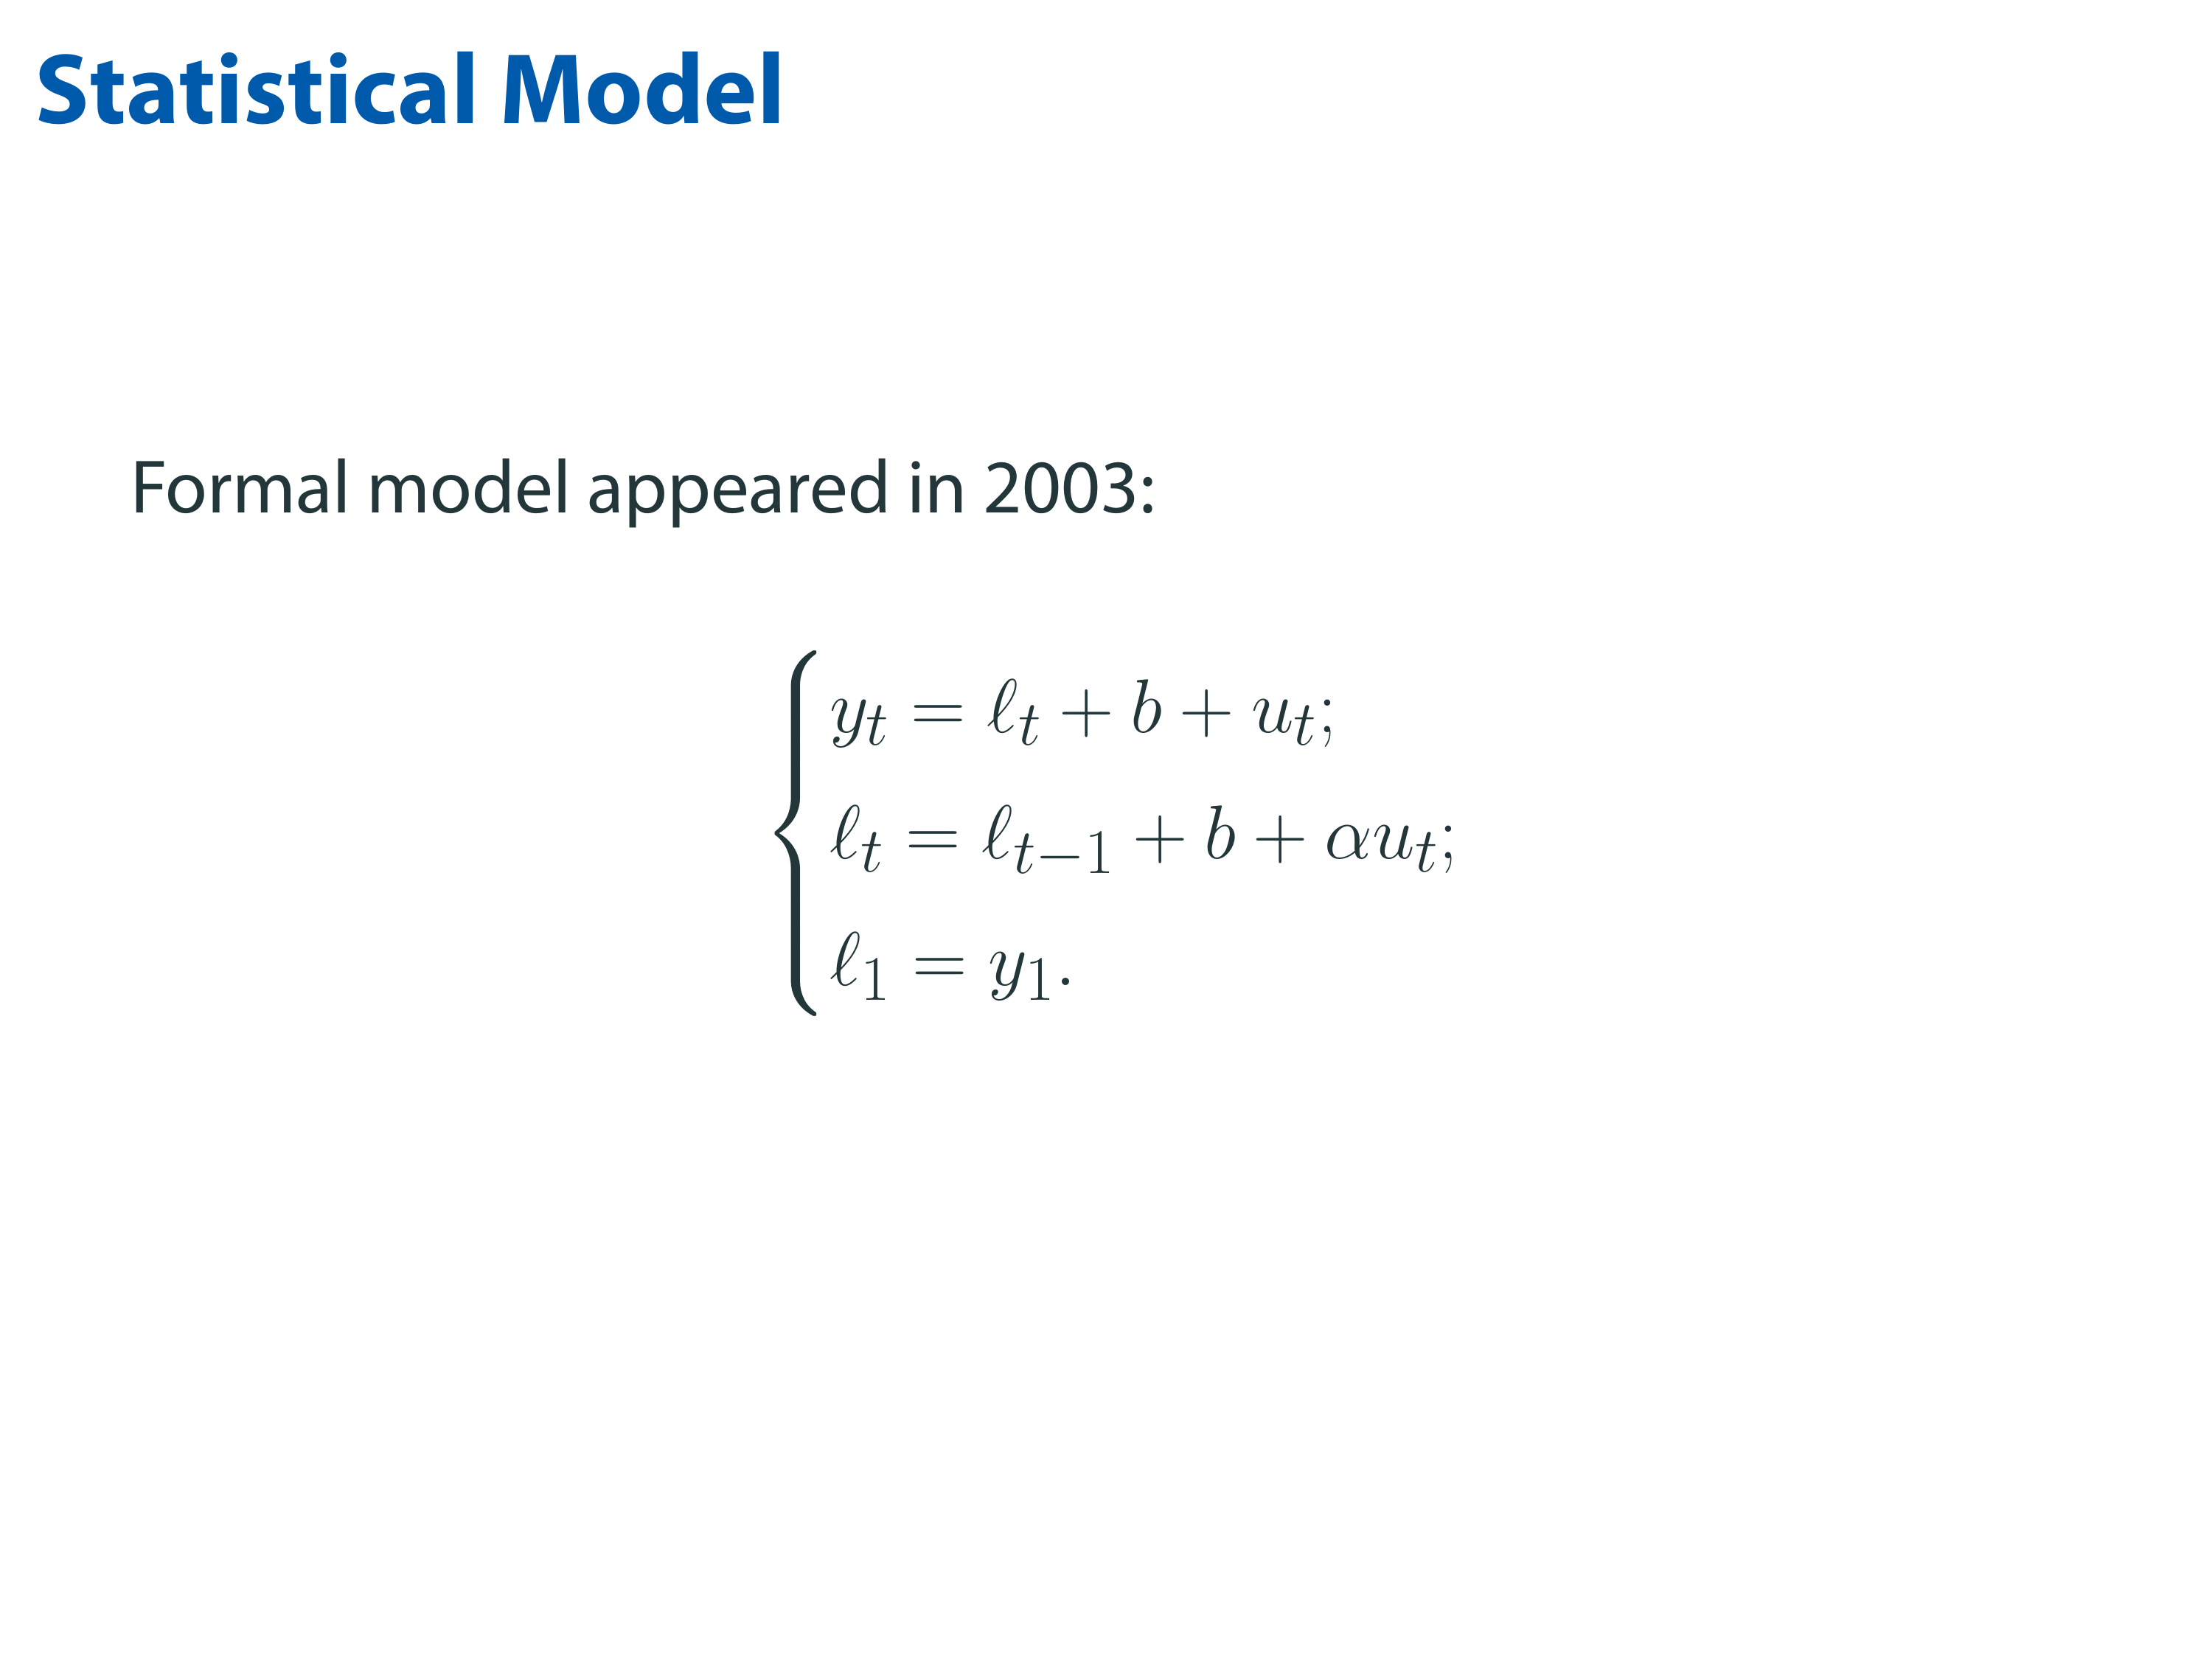 Statistical Model
Formal model appeared in 2003:
y_t = ℓ_t + b + u_t;
ℓ_t = ℓ_{t−1} + b + αu_t;
ℓ_1 = y_1.